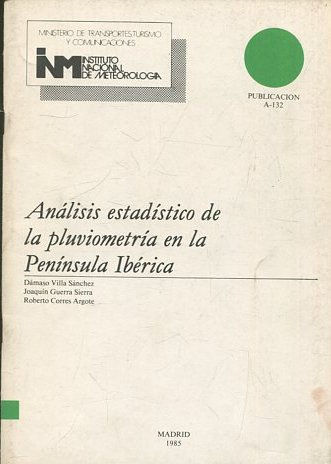 MINISTERIO DE TRANSPORTES, TURISMO
Y COMUNICACIONES
INM INSTITUTO
NACIONAL
DE METEOROLOGIA
PUBLICACION
A-132
Análisis estadístico de
la pluviometría en la
Península Ibérica
Dámaso Villa Sánchez
Joaquín Guerra Sierra
Roberto Corres Argote
MADRID
1985